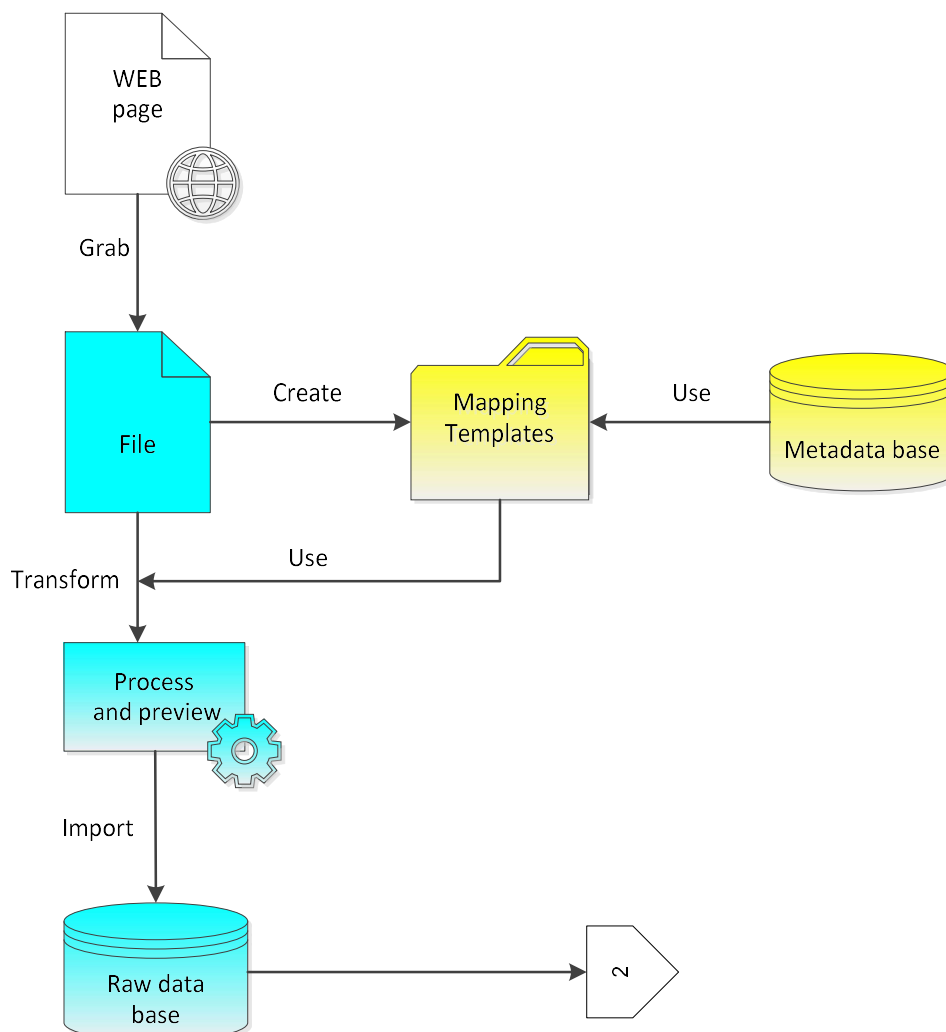 WEB
page
Grab
Create
Mapping
Templates
Use
File
Metadata base
Use
Transform
Process
and preview
Import
Raw data
base
2